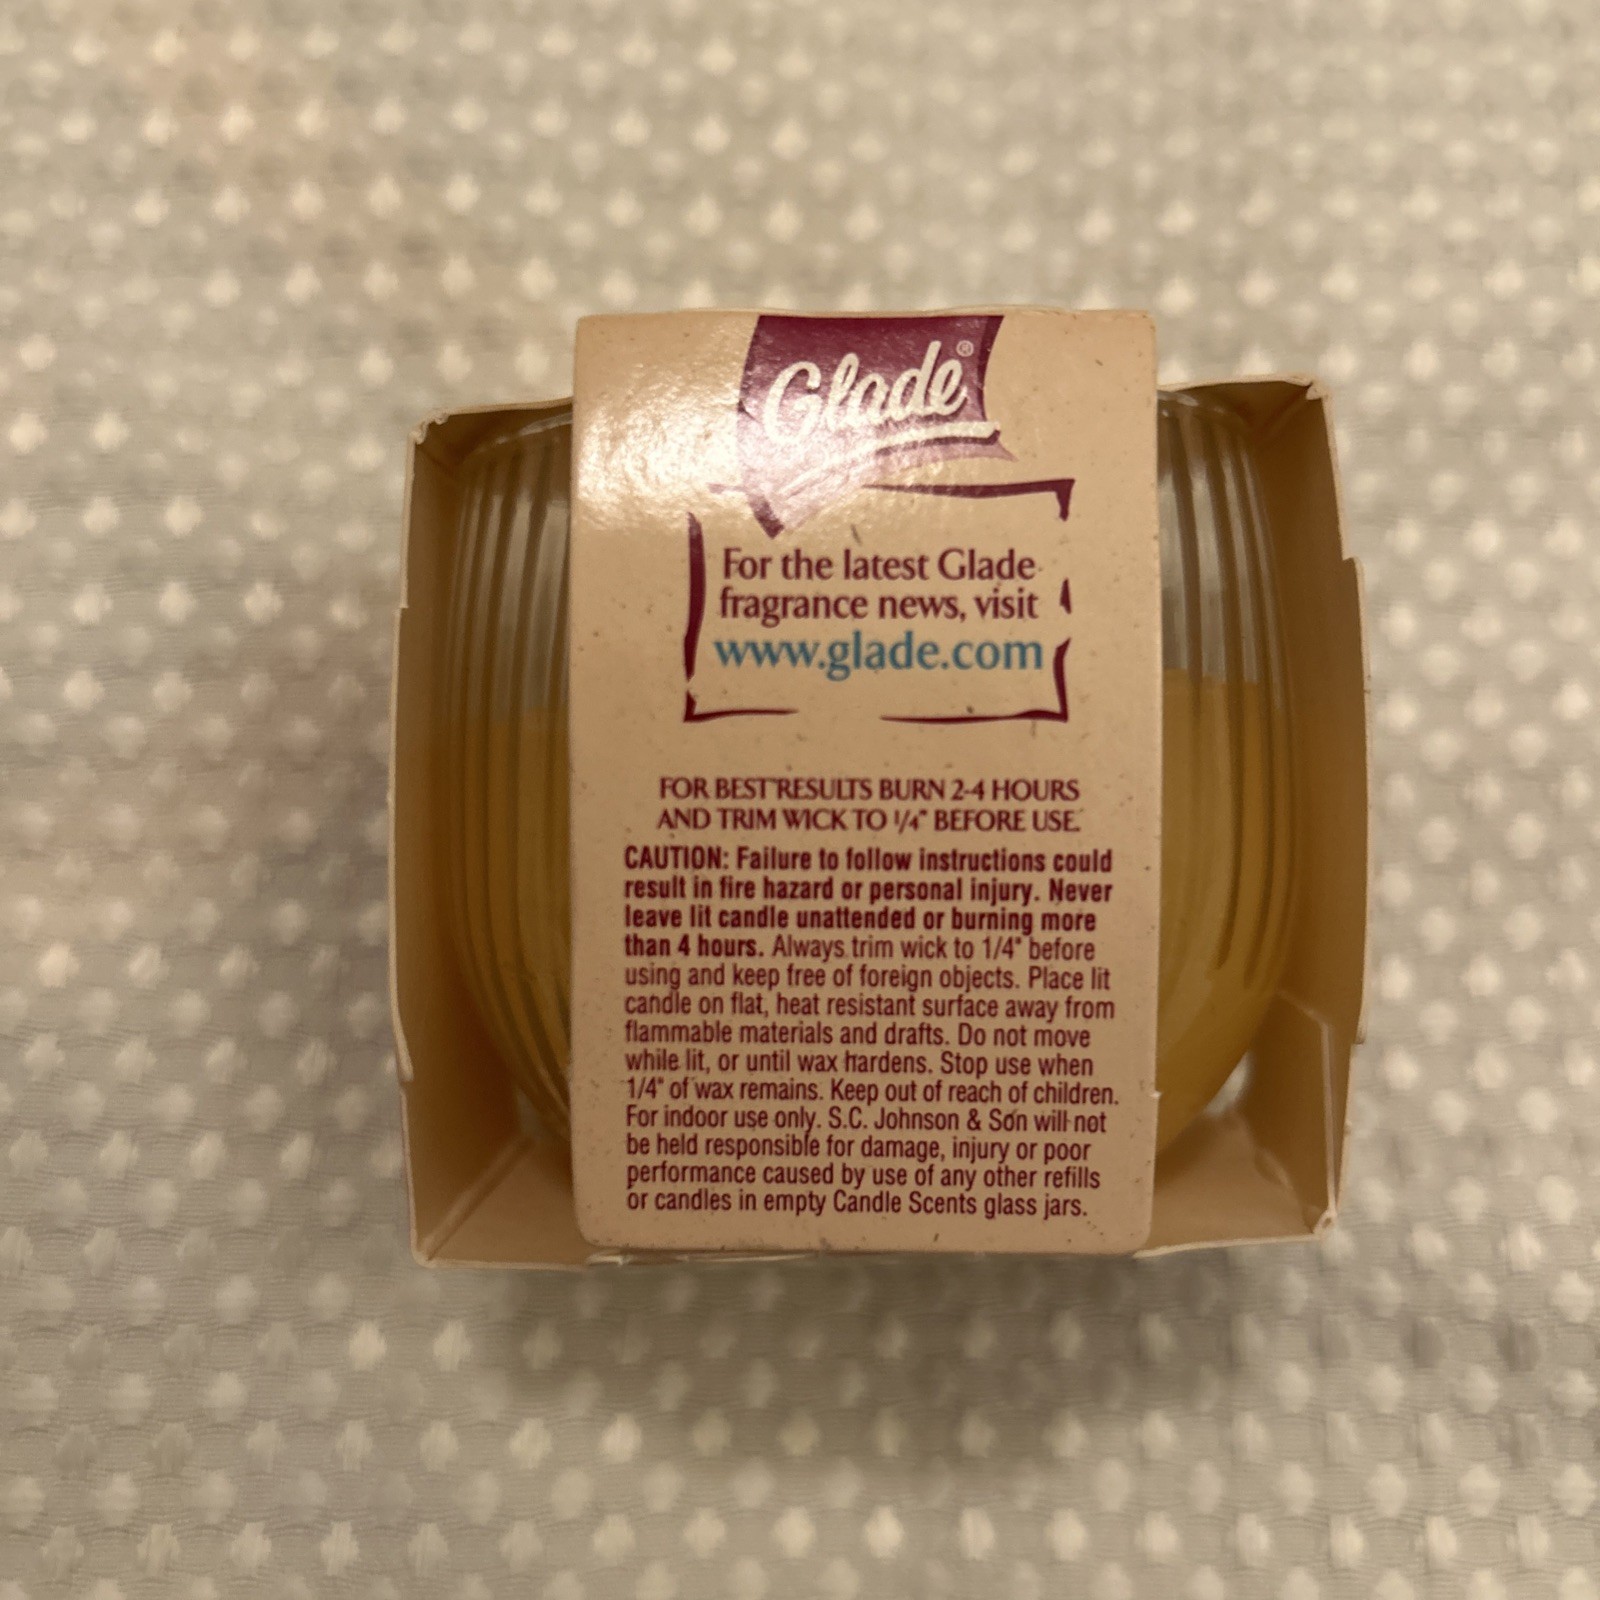 Glade®
For the latest Glade
fragrance news, visit
www.glade.com
FOR BEST RESULTS BURN 2-4 HOURS
AND TRIM WICK TO 1/4" BEFORE USE.
CAUTION: Failure to follow instructions could
result in fire hazard or personal injury. Never
leave lit candle unattended or burning more
than 4 hours. Always trim wick to 1/4" before
using and keep free of foreign objects. Place lit
candle on flat, heat resistant surface away from
flammable materials and drafts. Do not move
while lit, or until wax hardens. Stop use when
1/4" of wax remains. Keep out of reach of children.
For indoor use only. S.C. Johnson & Son will not
be held responsible for damage, injury or poor
performance caused by use of any other refills
or candles in empty Candle Scents glass jars.